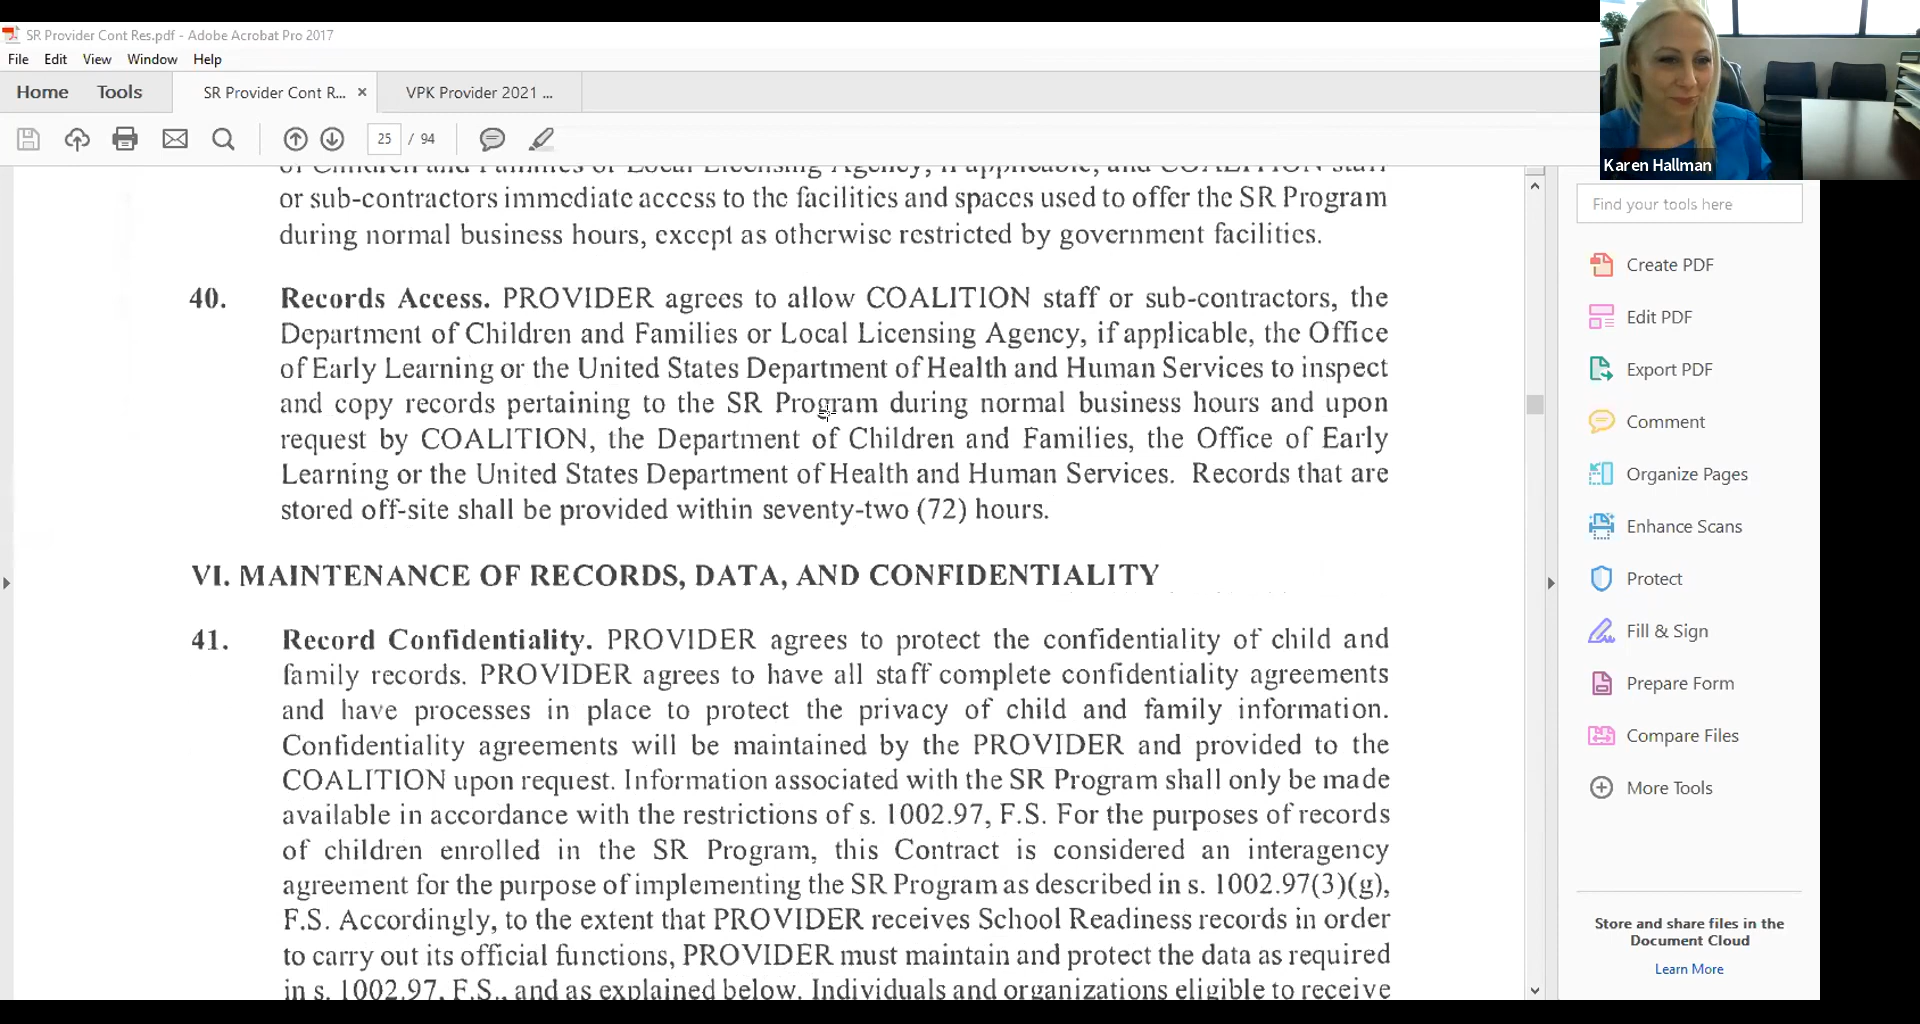 SR Provider Cont Res.pdf - Adobe Acrobat Pro 2017
File Edit View Window Help
Home Tools SR Provider Cont R... × VPK Provider 2021 ...
25 / 94
Karen Hallman
of Children and Families or Local Licensing Agency, if applicable, and COALITION staff
or sub-contractors immediate access to the facilities and spaces used to offer the SR Program
during normal business hours, except as otherwise restricted by government facilities.
40. Records Access. PROVIDER agrees to allow COALITION staff or sub-contractors, the
Department of Children and Families or Local Licensing Agency, if applicable, the Office
of Early Learning or the United States Department of Health and Human Services to inspect
and copy records pertaining to the SR Program during normal business hours and upon
request by COALITION, the Department of Children and Families, the Office of Early
Learning or the United States Department of Health and Human Services. Records that are
stored off-site shall be provided within seventy-two (72) hours.
VI. MAINTENANCE OF RECORDS, DATA, AND CONFIDENTIALITY
41. Record Confidentiality. PROVIDER agrees to protect the confidentiality of child and
family records. PROVIDER agrees to have all staff complete confidentiality agreements
and have processes in place to protect the privacy of child and family information.
Confidentiality agreements will be maintained by the PROVIDER and provided to the
COALITION upon request. Information associated with the SR Program shall only be made
available in accordance with the restrictions of s. 1002.97, F.S. For the purposes of records
of children enrolled in the SR Program, this Contract is considered an interagency
agreement for the purpose of implementing the SR Program as described in s. 1002.97(3)(g),
F.S. Accordingly, to the extent that PROVIDER receives School Readiness records in order
to carry out its official functions, PROVIDER must maintain and protect the data as required
in s. 1002.97, F.S., and as explained below. Individuals and organizations eligible to receive
Find your tools here
Create PDF
Edit PDF
Export PDF
Comment
Organize Pages
Enhance Scans
Protect
Fill & Sign
Prepare Form
Compare Files
More Tools
Store and share files in the
Document Cloud
Learn More